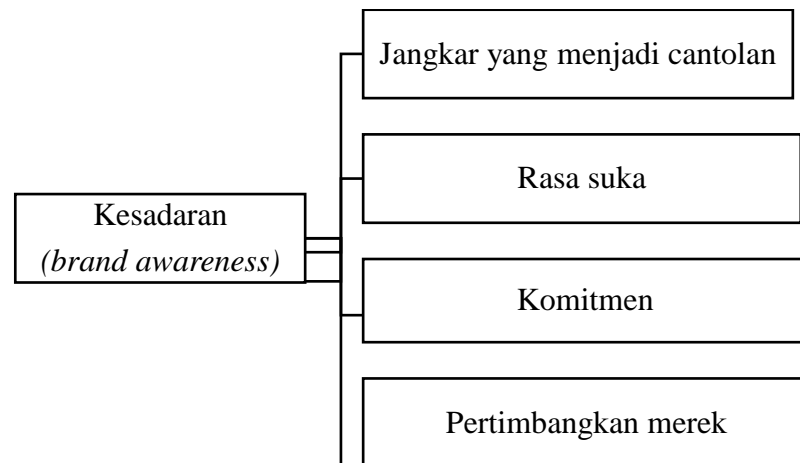 Jangkar yang menjadi cantolan
Rasa suka
Kesadaran
(brand awareness)
Komitmen
Pertimbangkan merek